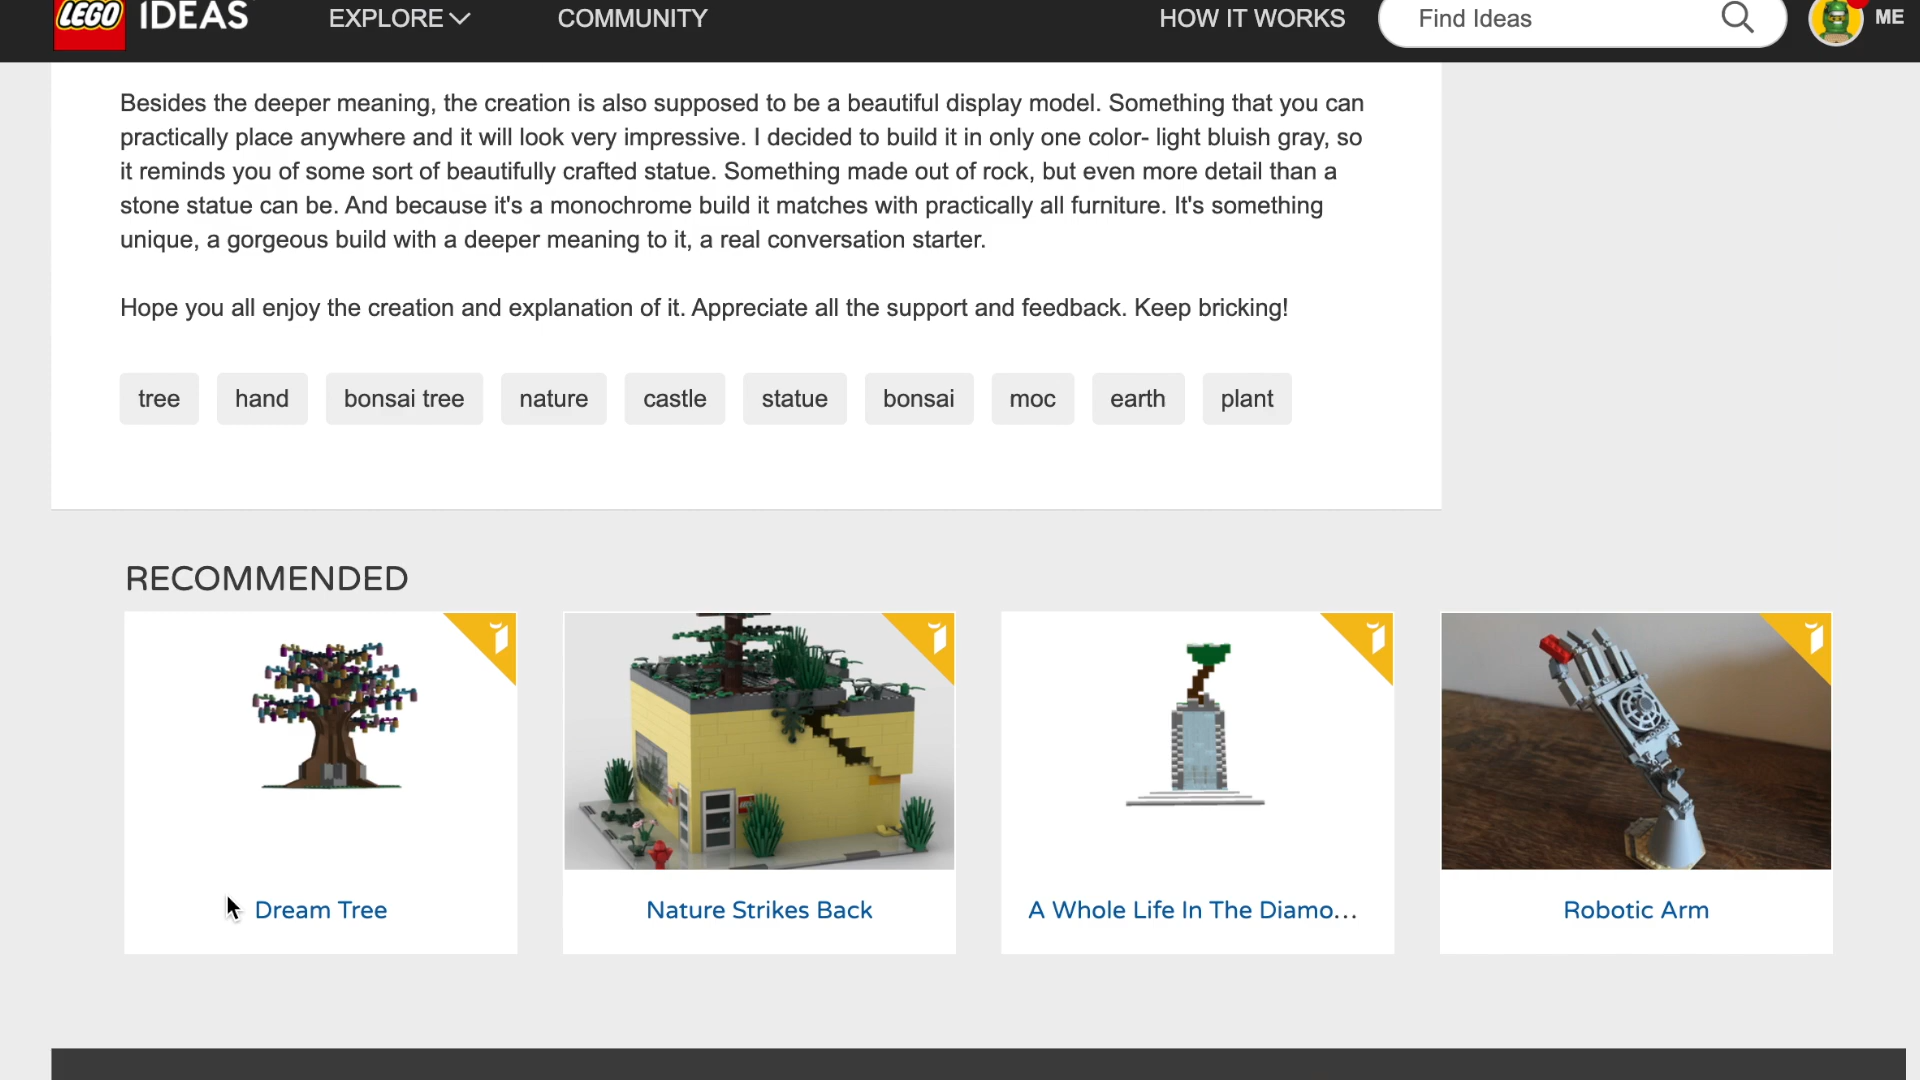 LEGO IDEAS
EXPLORE
COMMUNITY
HOW IT WORKS
Find Ideas
ME
Besides the deeper meaning, the creation is also supposed to be a beautiful display model. Something that you can
practically place anywhere and it will look very impressive. I decided to build it in only one color- light bluish gray, so
it reminds you of some sort of beautifully crafted statue. Something made out of rock, but even more detail than a
stone statue can be. And because it's a monochrome build it matches with practically all furniture. It's something
unique, a gorgeous build with a deeper meaning to it, a real conversation starter.
Hope you all enjoy the creation and explanation of it. Appreciate all the support and feedback. Keep bricking!
tree hand bonsai tree nature castle statue bonsai moc earth plant
RECOMMENDED
Dream Tree
Nature Strikes Back
A Whole Life In The Diamo...
Robotic Arm